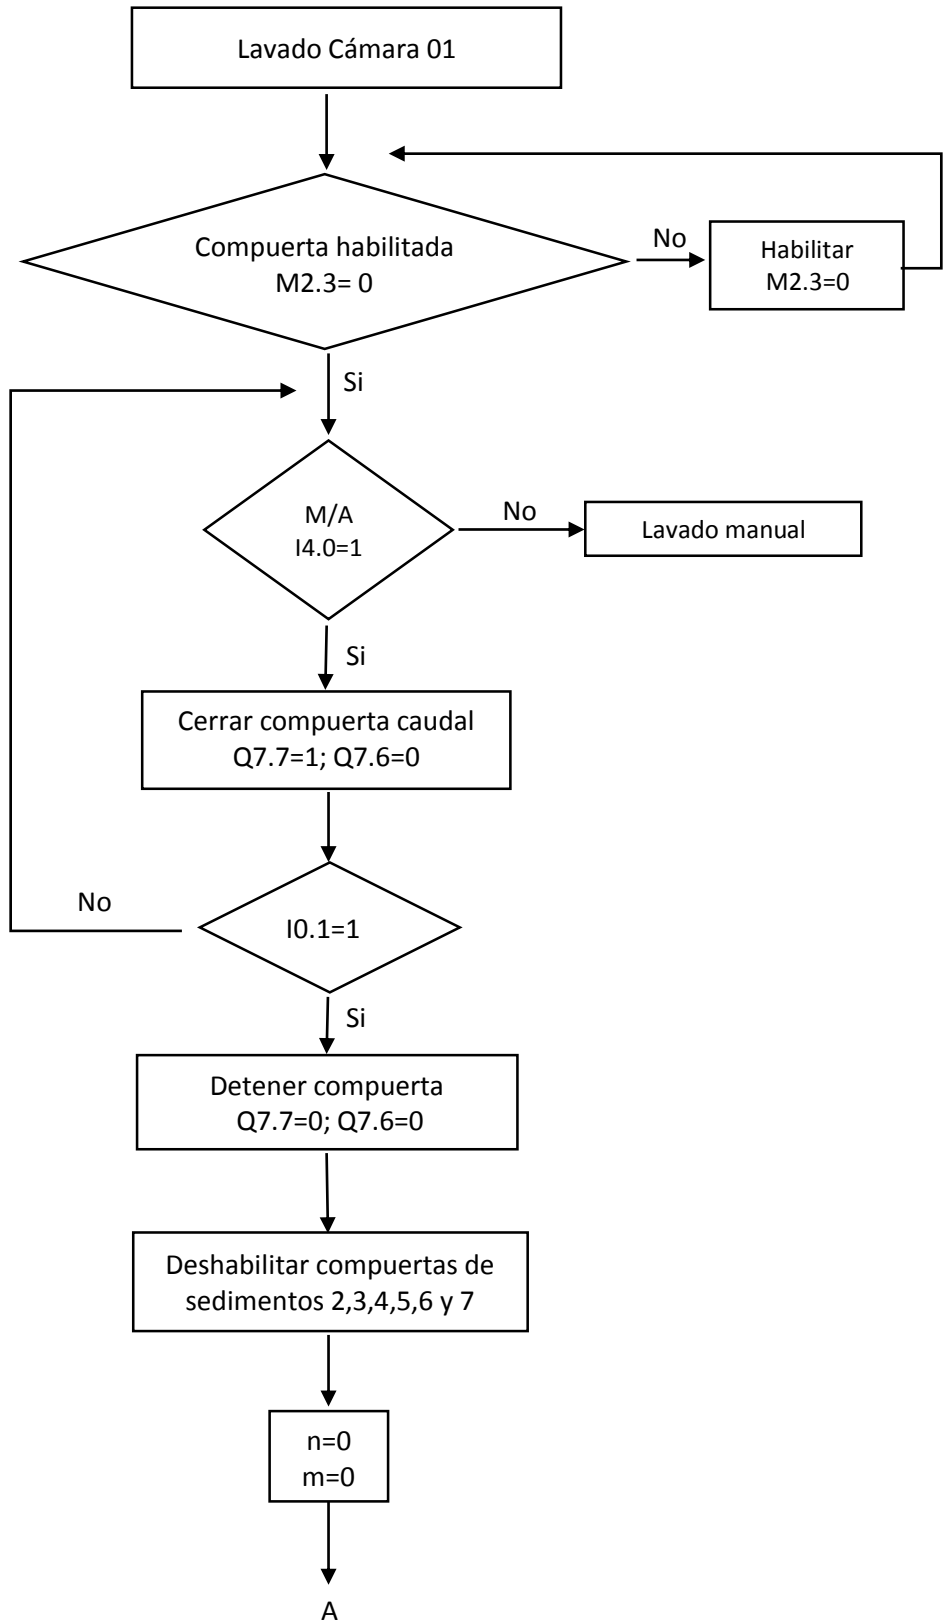 Lavado Cámara 01
Compuerta habilitada
M2.3= 0
No
Habilitar
M2.3=0
Si
M/A
I4.0=1
No
Lavado manual
Si
Cerrar compuerta caudal
Q7.7=1; Q7.6=0
No
I0.1=1
Si
Detener compuerta
Q7.7=0; Q7.6=0
Deshabilitar compuertas de
sedimentos 2,3,4,5,6 y 7
n=0
m=0
A